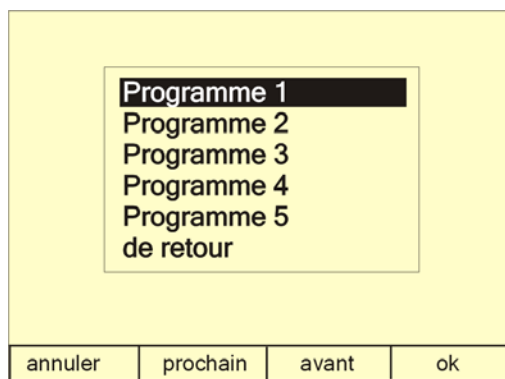 Programme 1
Programme 2
Programme 3
Programme 4
Programme 5
de retour
annuler prochain avant ok